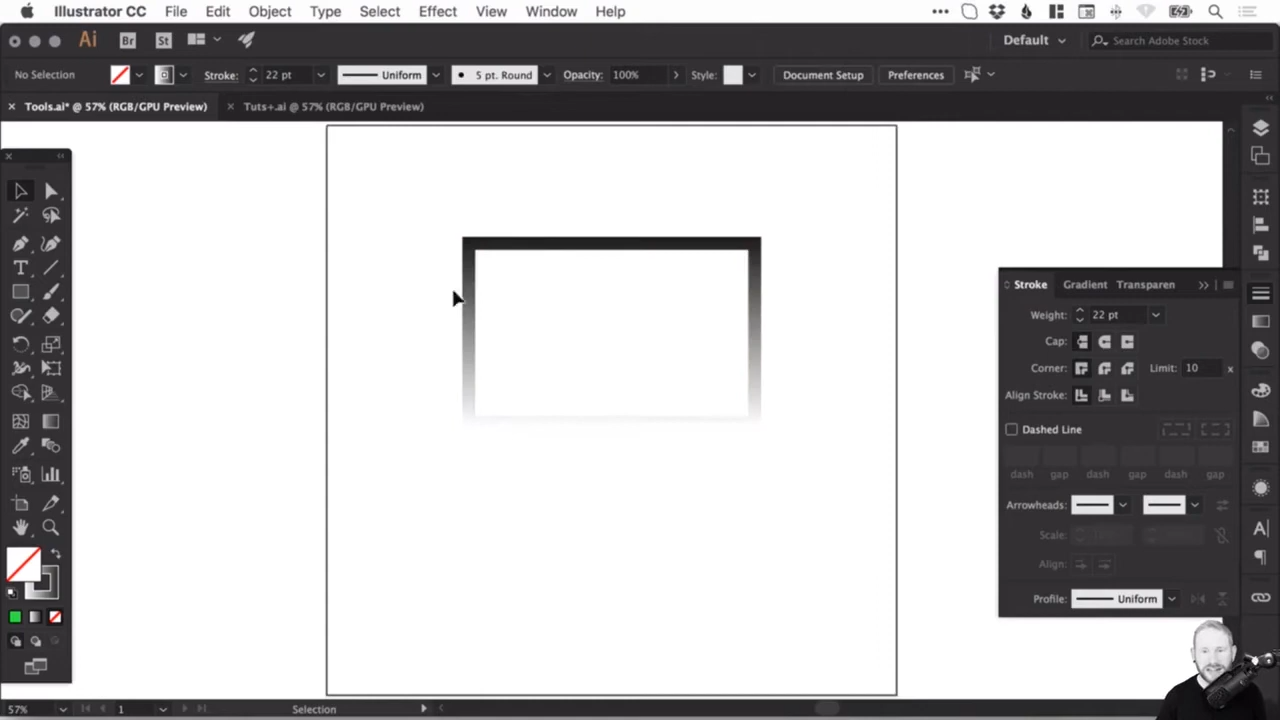 Illustrator CC File Edit Object Type Select Effect View Window Help
Ai Br St Default Search Adobe Stock
No Selection Stroke: 22 pt Uniform 5 pt. Round Opacity: 100% Style: Document Setup Preferences
Tools.ai* @ 57% (RGB/GPU Preview) Tuts+.ai @ 57% (RGB/GPU Preview)
Stroke Gradient Transparen
Weight: 22 pt
Cap:
Corner: Limit: 10 x
Align Stroke:
Dashed Line
dash gap dash gap dash gap
Arrowheads:
Scale:
Align:
Profile: Uniform
57% 1 Selection